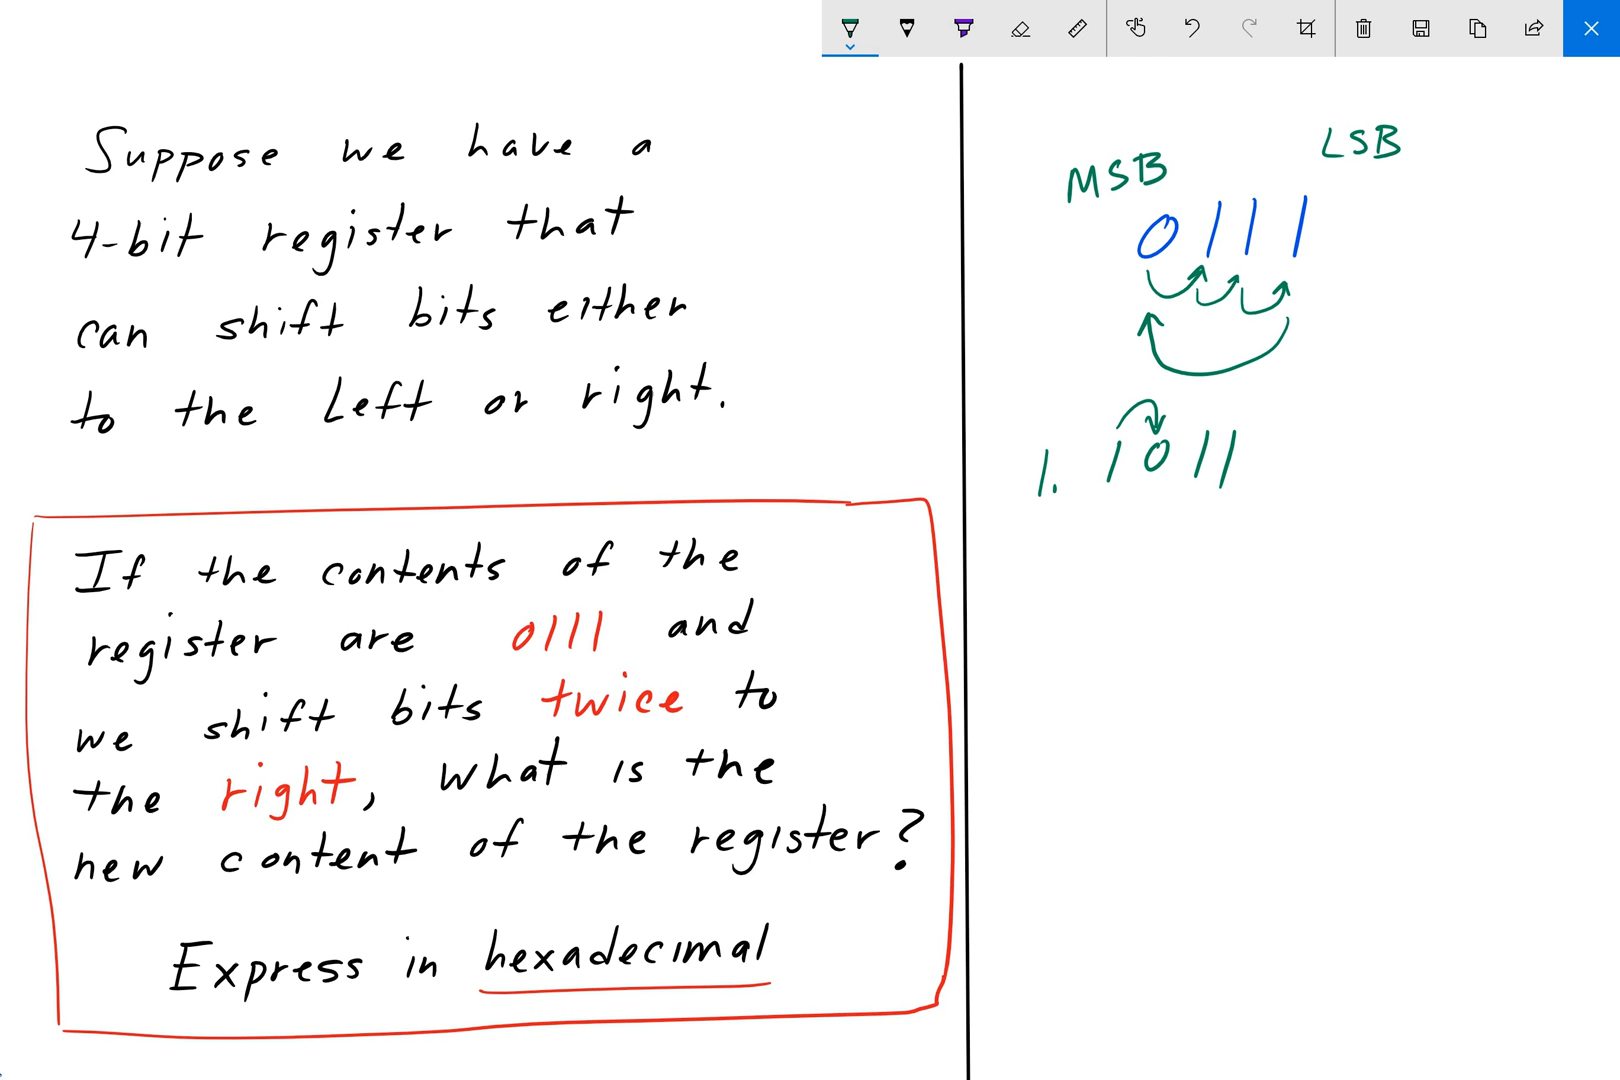 Suppose we have a
4-bit register that
can shift bits either
to the Left or right.
If the contents of the
register are 0111 and
we shift bits twice to
the right, what is the
new content of the register?
Express in hexadecimal
MSB LSB
0111
1. 1011